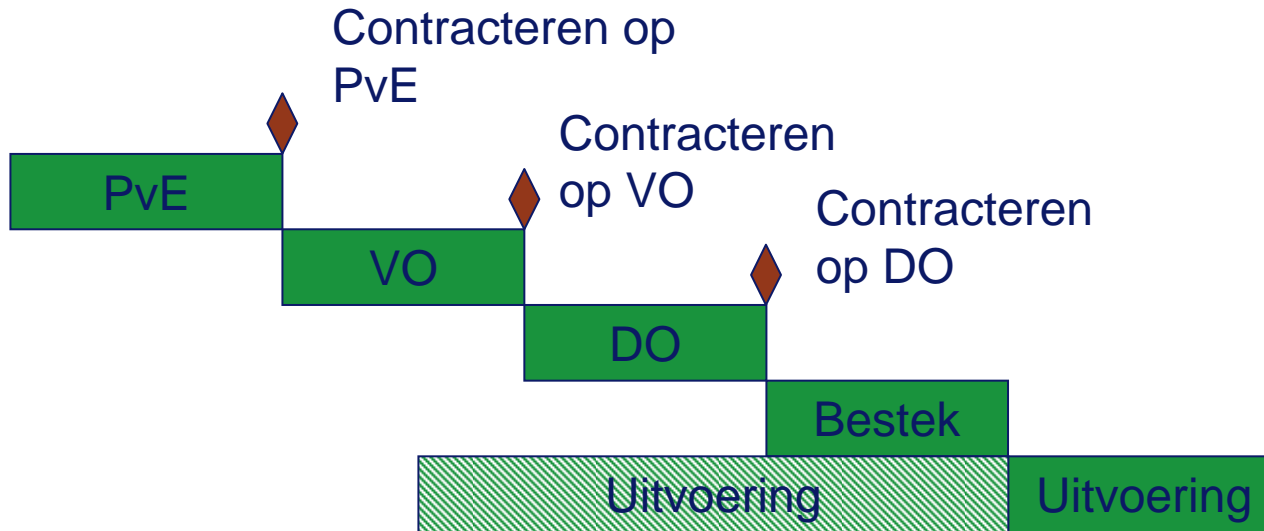 Contracteren op
PvE
Contracteren
op VO
Contracteren
op DO
PvE
VO
DO
Bestek
Uitvoering
Uitvoering